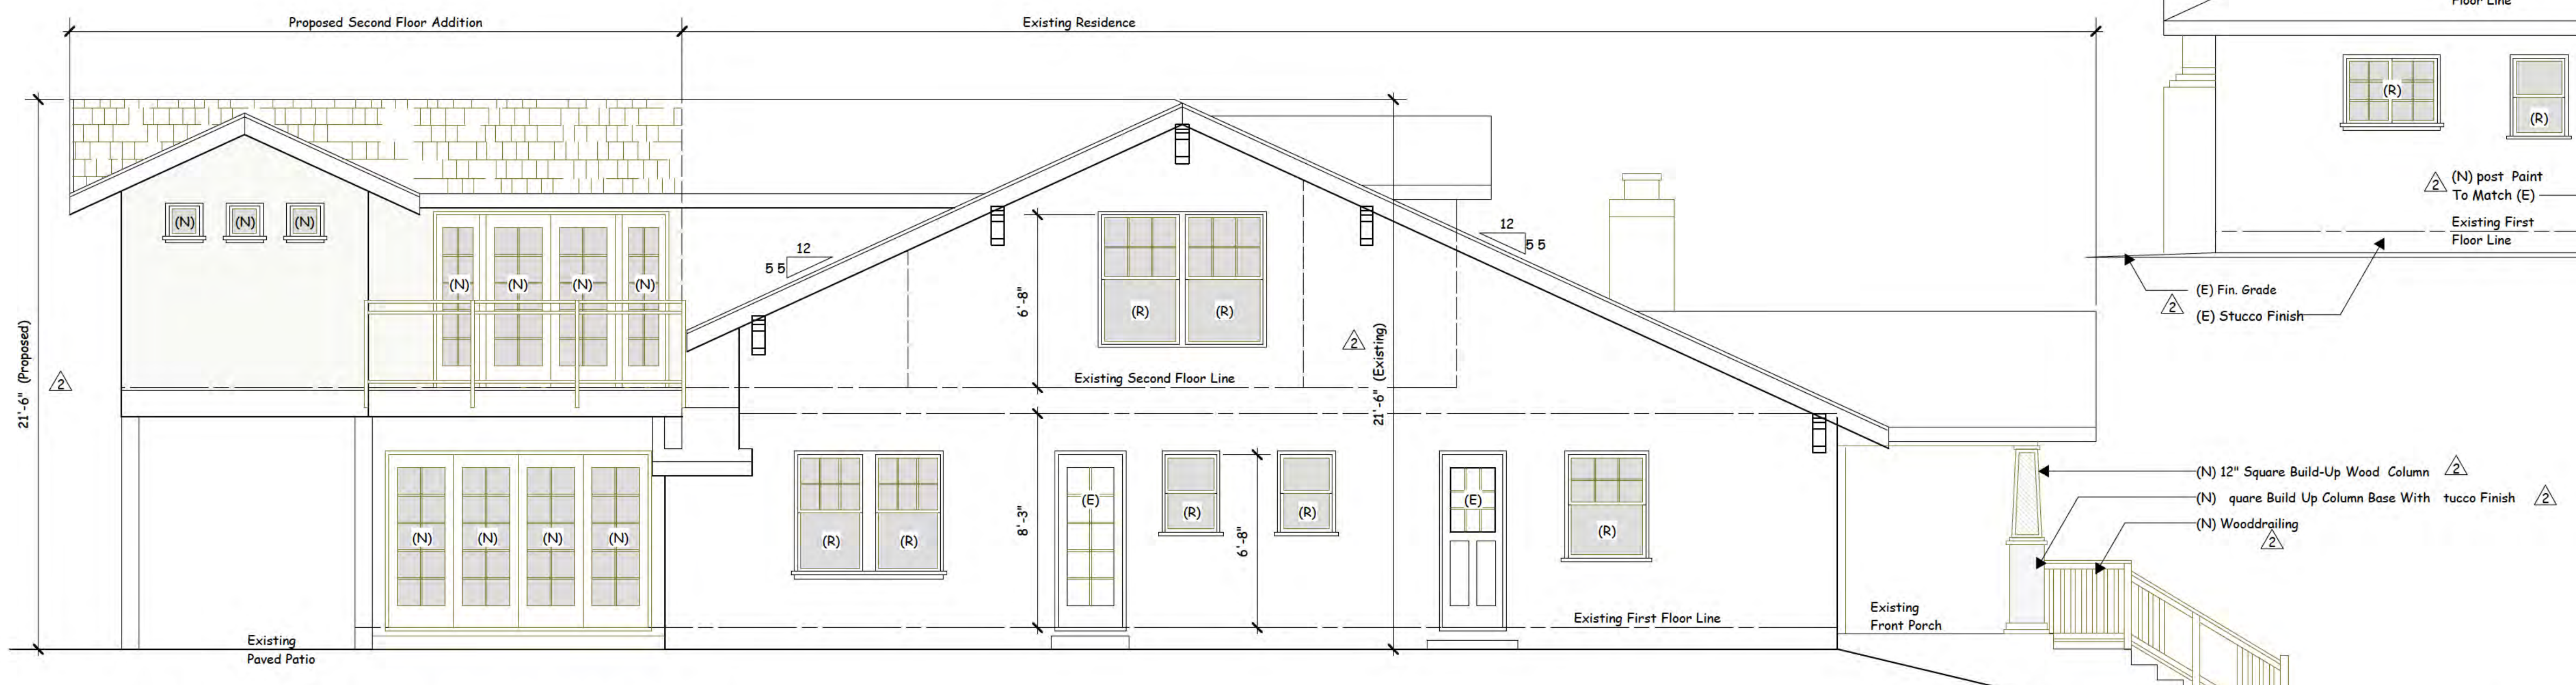 Proposed Second Floor Addition
Existing Residence
Floor Line
(R)
(R)
2
(N) post Paint
To Match (E)
Existing First
Floor Line
(E) Fin. Grade
2
(E) Stucco Finish
(N) (N) (N)
(N) (N) (N) (N)
12
5 5
12
5 5
6'-8"
(R) (R)
2
21'-6" (Existing)
Existing Second Floor Line
21'-6" (Proposed)
2
(N) (N) (N) (N)
(R) (R)
8'-3"
(E)
(R)
6'-8"
(R)
(E)
(R)
(N) 12" Square Build-Up Wood Column 2
(N) quare Build Up Column Base With tucco Finish 2
(N) Wooddrailing
2
Existing First Floor Line
Existing
Front Porch
Existing
Paved Patio